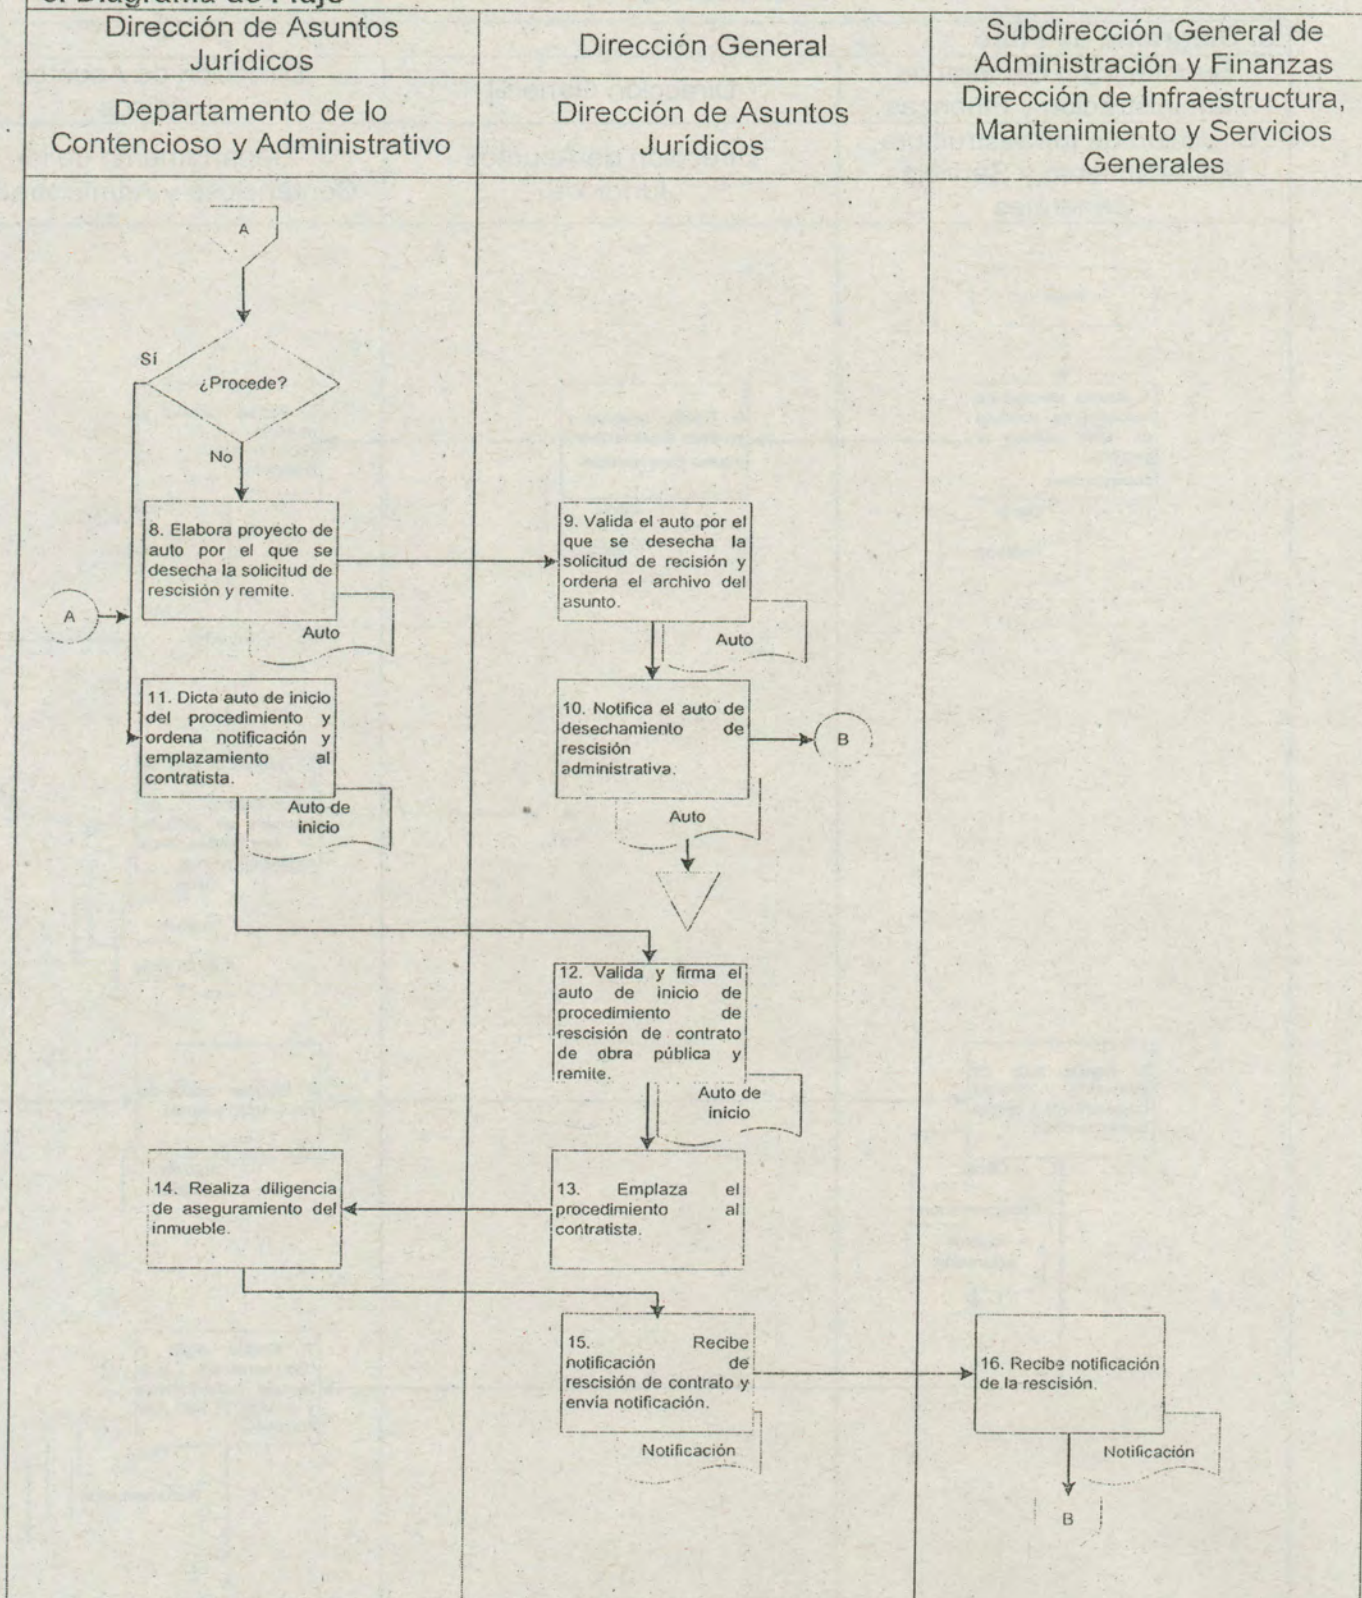 Diagrama de Flujo
Dirección de Asuntos
Jurídicos
Dirección General
Subdirección General de
Administración y Finanzas
Departamento de lo
Contencioso y Administrativo
Dirección de Asuntos
Jurídicos
Dirección de Infraestructura,
Mantenimiento y Servicios
Generales
A
Sí
¿Procede?
No
8. Elabora proyecto de
auto por el que se
desecha la solicitud de
rescisión y remite.
Auto
9. Valida el auto por el
que se desecha la
solicitud de recisión y
ordena el archivo del
asunto.
Auto
A
11. Dicta auto de inicio
del procedimiento y
ordena notificación y
emplazamiento al
contratista.
Auto de
inicio
10. Notifica el auto de
desechamiento de
rescisión
administrativa.
Auto
B
12. Valida y firma el
auto de inicio de
procedimiento de
rescisión de contrato
de obra pública y
remite.
Auto de
inicio
14. Realiza diligencia
de aseguramiento del
inmueble.
13. Emplaza el
procedimiento al
contratista.
15. Recibe
notificación de
rescisión de contrato y
envía notificación.
Notificación
16. Recibe notificación
de la rescisión.
Notificación
B